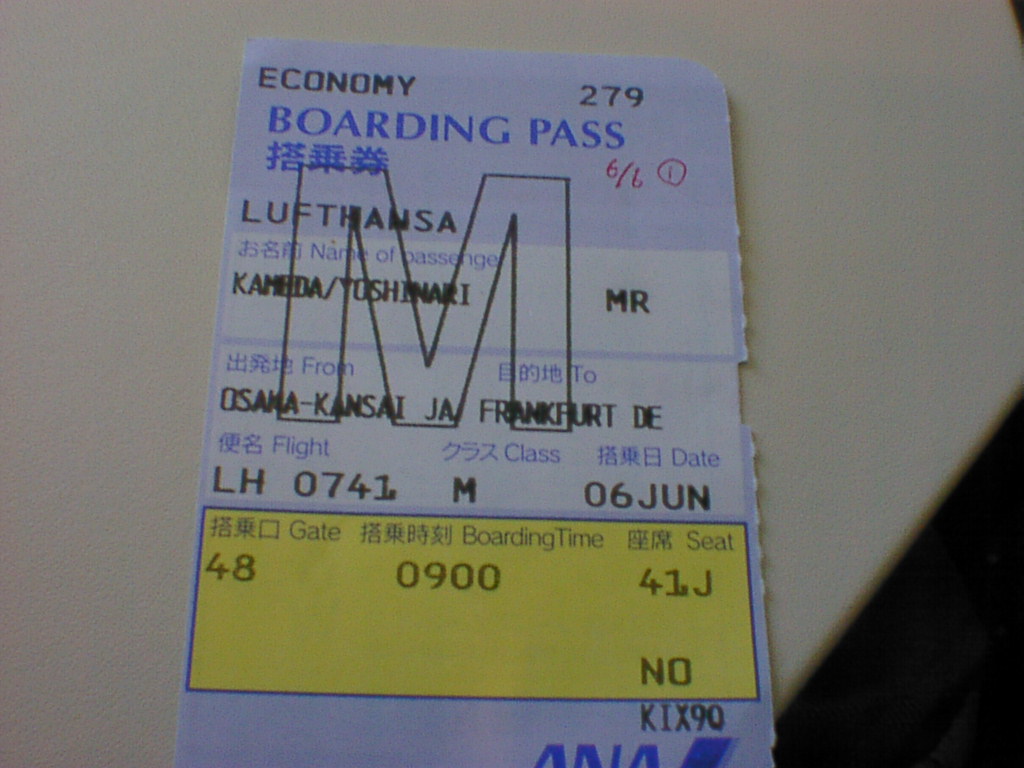 ECONOMY 279
BOARDING PASS
搭乗券
6/6 ①
LUFTHANSA
お名前 Name of passenger
KAMEDA/YOSHINARI MR
出発地 From 目的地 To
OSAKA-KANSAI JA FRANKFURT DE
便名 Flight クラス Class 搭乗日 Date
LH 0741 M 06JUN
搭乗口 Gate 搭乗時刻 BoardingTime 座席 Seat
48 0900 41J
NO
KIX9Q
ANA
M